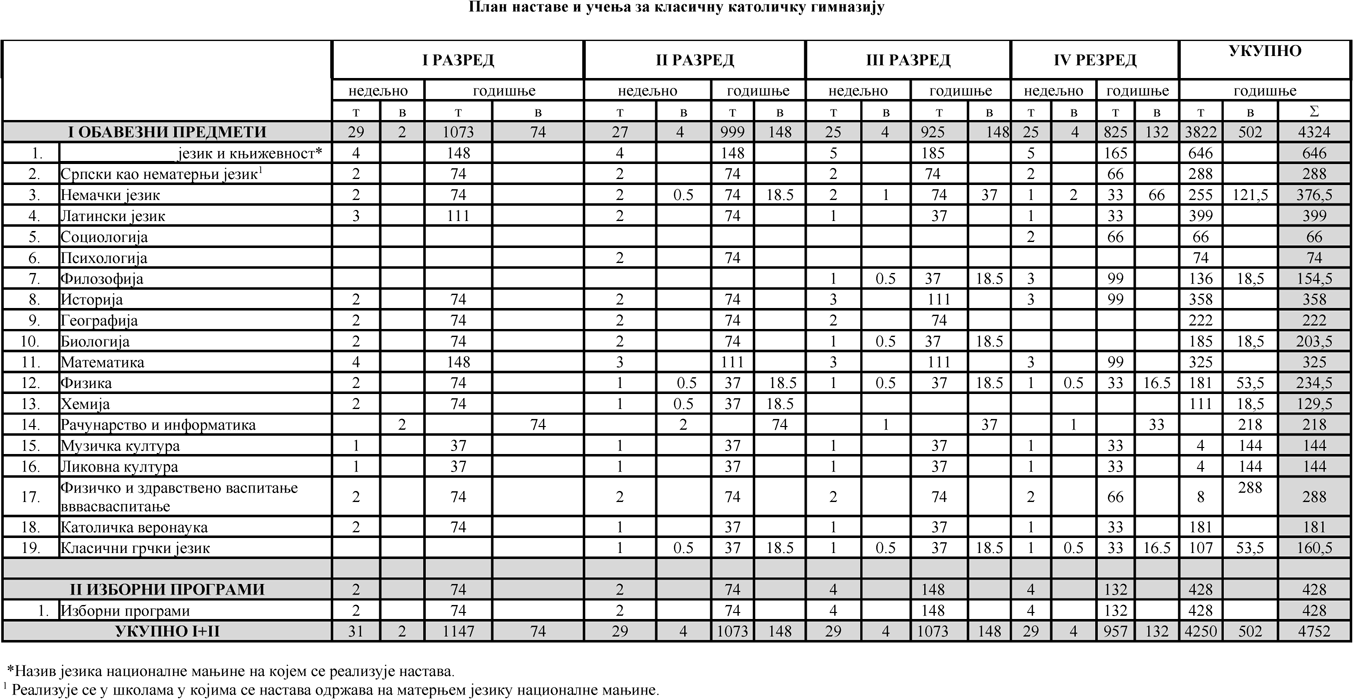 План наставе и учења за класичну католичку гимназију
I РАЗРЕД II РАЗРЕД III РАЗРЕД IV РЕЗРЕД УКУПНО
недељно годишње недељно годишње недељно годишње недељно годишње годишње
т в т в т в т в т в т в т в т в т в Σ
I ОБАВЕЗНИ ПРЕДМЕТИ 29 2 1073 74 27 4 999 148 25 4 925 148 25 4 825 132 3822 502 4324
1. _______________ језик и књижевност* 4 148 4 148 5 185 5 165 646 646
2. Српски као нематерњи језик1 2 74 2 74 2 74 2 66 288 288
3. Немачки језик 2 74 2 0.5 74 18.5 2 1 74 37 1 2 33 66 255 121,5 376,5
4. Латински језик 3 111 2 74 1 37 1 33 399 399
5. Социологија 2 66 66 66
6. Психологија 2 74 74 74
7. Филозофија 1 0.5 37 18.5 3 99 136 18,5 154,5
8. Историја 2 74 2 74 3 111 3 99 358 358
9. Географија 2 74 2 74 2 74 222 222
10. Биологија 2 74 2 74 1 0.5 37 18.5 185 18,5 203,5
11. Математика 4 148 3 111 3 111 3 99 325 325
12. Физика 2 74 1 0.5 37 18.5 1 0.5 37 18.5 1 0.5 33 16.5 181 53,5 234,5
13. Хемија 2 74 1 0.5 37 18.5 111 18,5 129,5
14. Рачунарство и информатика 2 74 2 74 1 37 1 33 218 218
15. Музичка култура 1 37 1 37 1 37 1 33 4 144 144
16. Ликовна култура 1 37 1 37 1 37 1 33 4 144 144
17. Физичко и здравствено васпитање 2 74 2 74 2 74 2 66 8 288 288
вввасваспитање
18. Католичка веронаука 2 74 1 37 1 37 1 33 181 181
19. Класични грчки језик 1 0.5 37 18.5 1 0.5 37 18.5 1 0.5 33 16.5 107 53,5 160,5
II ИЗБОРНИ ПРОГРАМИ 2 74 2 74 4 148 4 132 428 428
1. Изборни програми 2 74 2 74 4 148 4 132 428 428
УКУПНО I+II 31 2 1147 74 29 4 1073 148 29 4 1073 148 29 4 957 132 4250 502 4752
*Назив језика националне мањине на којем се реализује настава.
1 Реализује се у школама у којима се настава одржава на матерњем језику националне мањине.